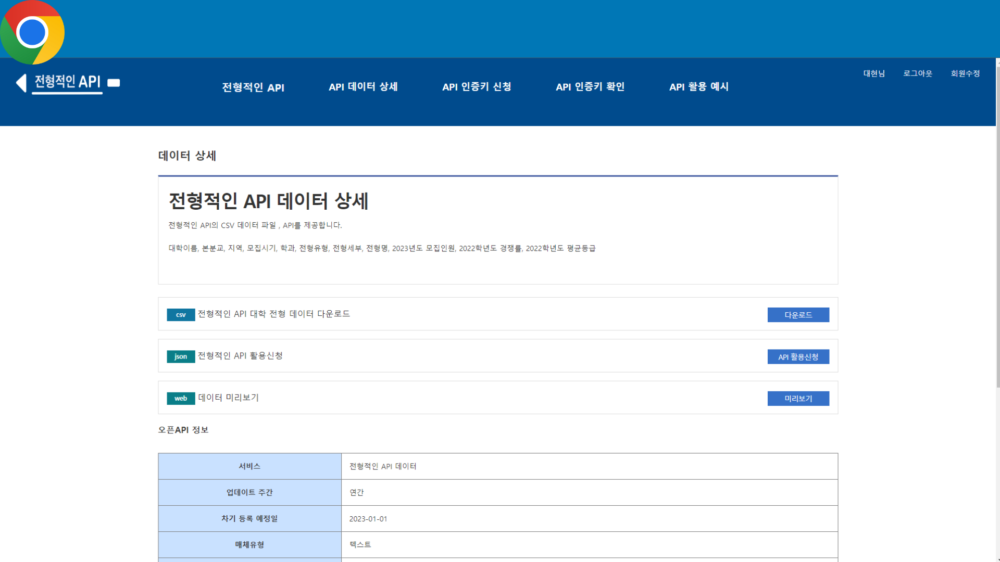 대현님 로그아웃 회원수정
전형적인 API
전형적인 API API 데이터 상세 API 인증키 신청 API 인증키 확인 API 활용 예시
데이터 상세
전형적인 API 데이터 상세
전형적인 API의 CSV 데이터 파일 , API를 제공합니다.
대학이름, 본분교, 지역, 모집시기, 학과, 전형유형, 전형세부, 전형명, 2023년도 모집인원, 2022학년도 경쟁률, 2022학년도 평균등급
csv 전형적인 API 대학 전형 데이터 다운로드 다운로드
json 전형적인 API 활용신청 API 활용신청
web 데이터 미리보기 미리보기
오픈API 정보
서비스 전형적인 API 데이터
업데이트 주간 연간
차기 등록 예정일 2023-01-01
매체유형 텍스트